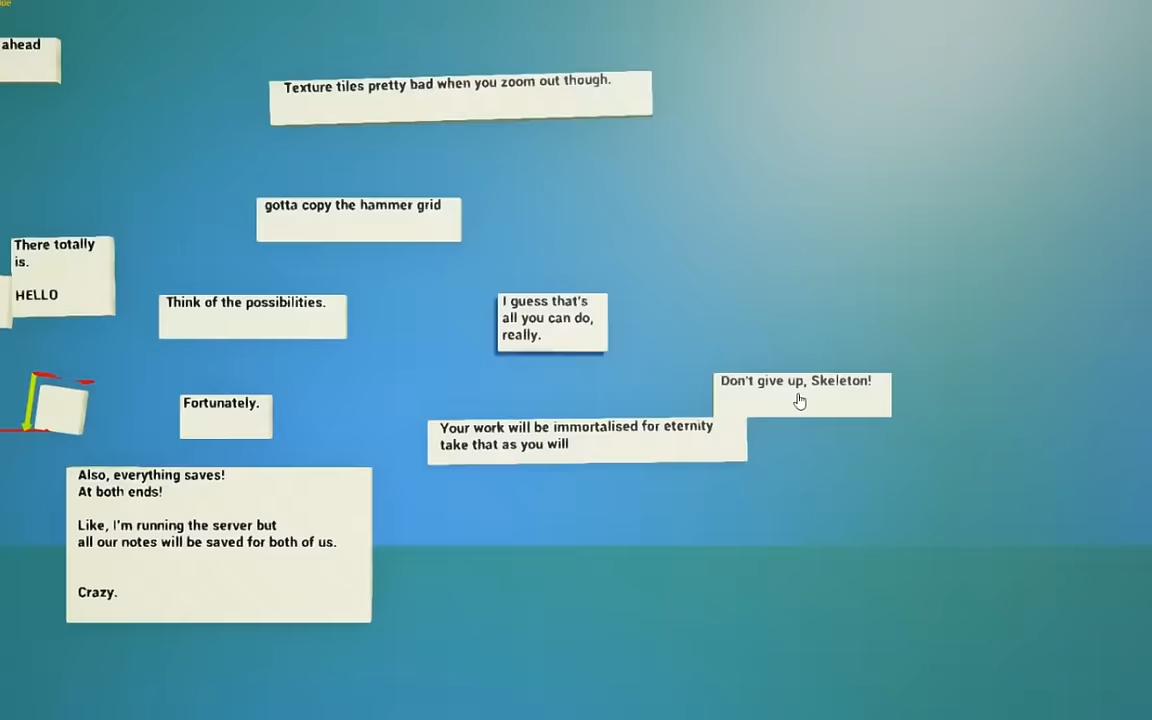 ahead
Texture tiles pretty bad when you zoom out though.
gotta copy the hammer grid
There totally
is.
HELLO
Think of the possibilities.
I guess that's
all you can do,
really.
Don't give up, Skeleton!
Fortunately.
Your work will be immortalised for eternity
take that as you will
Also, everything saves!
At both ends!
Like, I'm running the server but
all our notes will be saved for both of us.
Crazy.